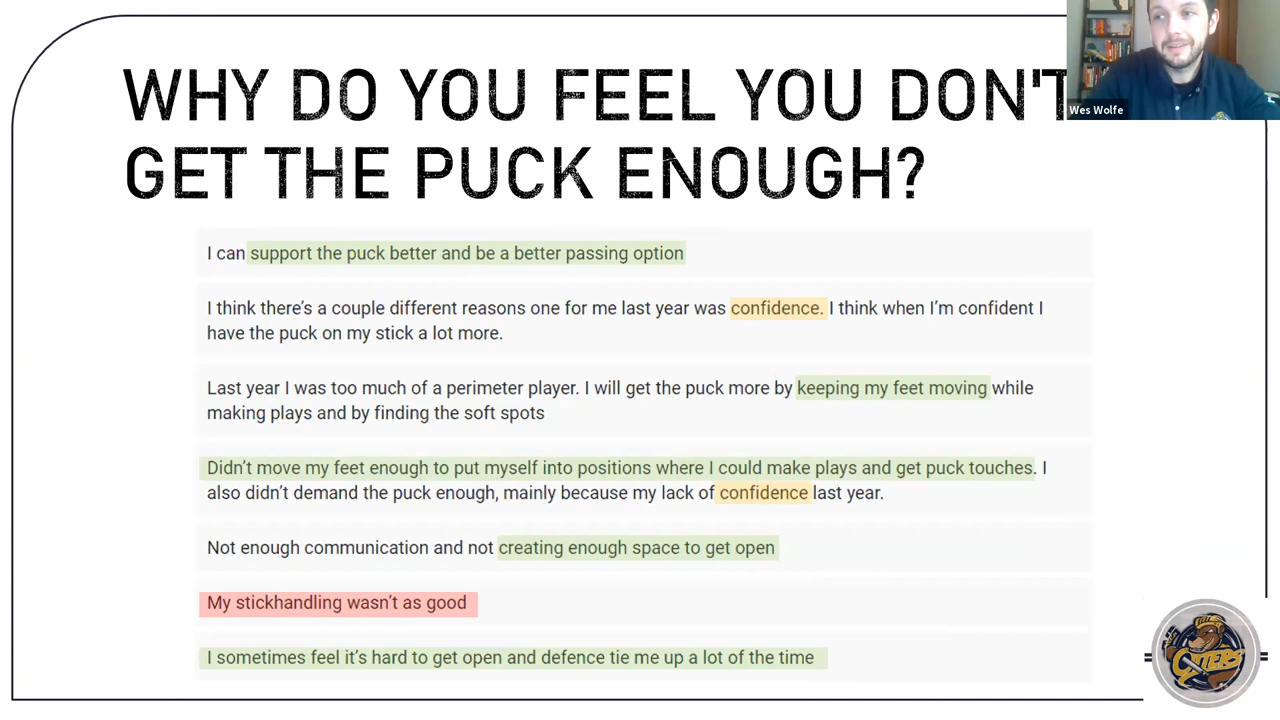 WHY DO YOU FEEL YOU DON'T
GET THE PUCK ENOUGH?
Wes Wolfe
I can support the puck better and be a better passing option
I think there's a couple different reasons one for me last year was confidence. I think when I'm confident I
have the puck on my stick a lot more.
Last year I was too much of a perimeter player. I will get the puck more by keeping my feet moving while
making plays and by finding the soft spots
Didn't move my feet enough to put myself into positions where I could make plays and get puck touches. I
also didn't demand the puck enough, mainly because my lack of confidence last year.
Not enough communication and not creating enough space to get open
My stickhandling wasn't as good
I sometimes feel it's hard to get open and defence tie me up a lot of the time
OTTERS